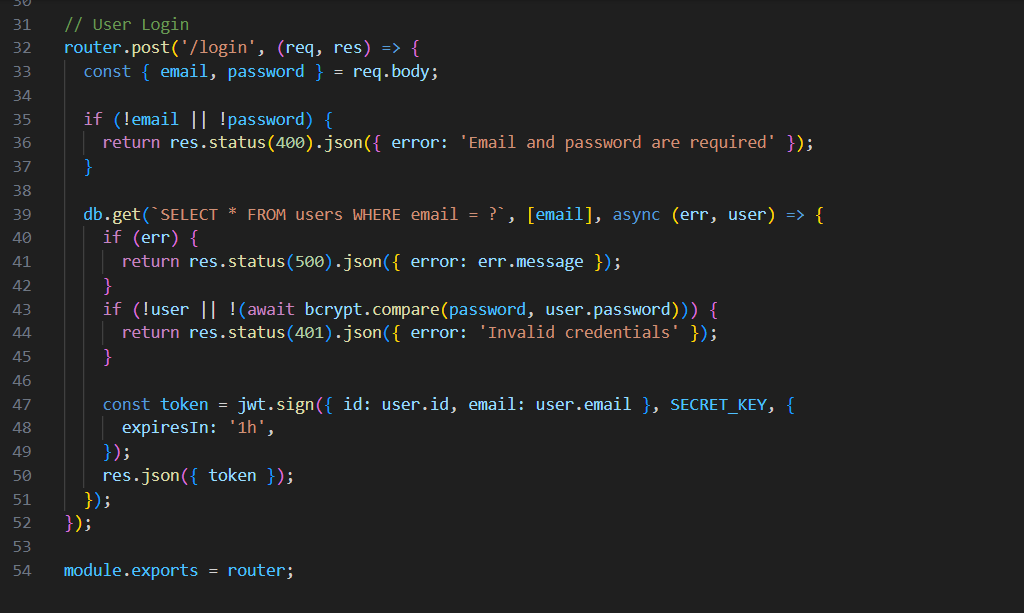 30
31 // User Login
32 router.post('/login', (req, res) => {
33   const { email, password } = req.body;
34
35   if (!email || !password) {
36     return res.status(400).json({ error: 'Email and password are required' });
37   }
38
39   db.get(`SELECT * FROM users WHERE email = ?`, [email], async (err, user) => {
40     if (err) {
41       return res.status(500).json({ error: err.message });
42     }
43     if (!user || !(await bcrypt.compare(password, user.password))) {
44       return res.status(401).json({ error: 'Invalid credentials' });
45     }
46
47     const token = jwt.sign({ id: user.id, email: user.email }, SECRET_KEY, {
48       expiresIn: '1h',
49     });
50     res.json({ token });
51   });
52 });
53
54 module.exports = router;